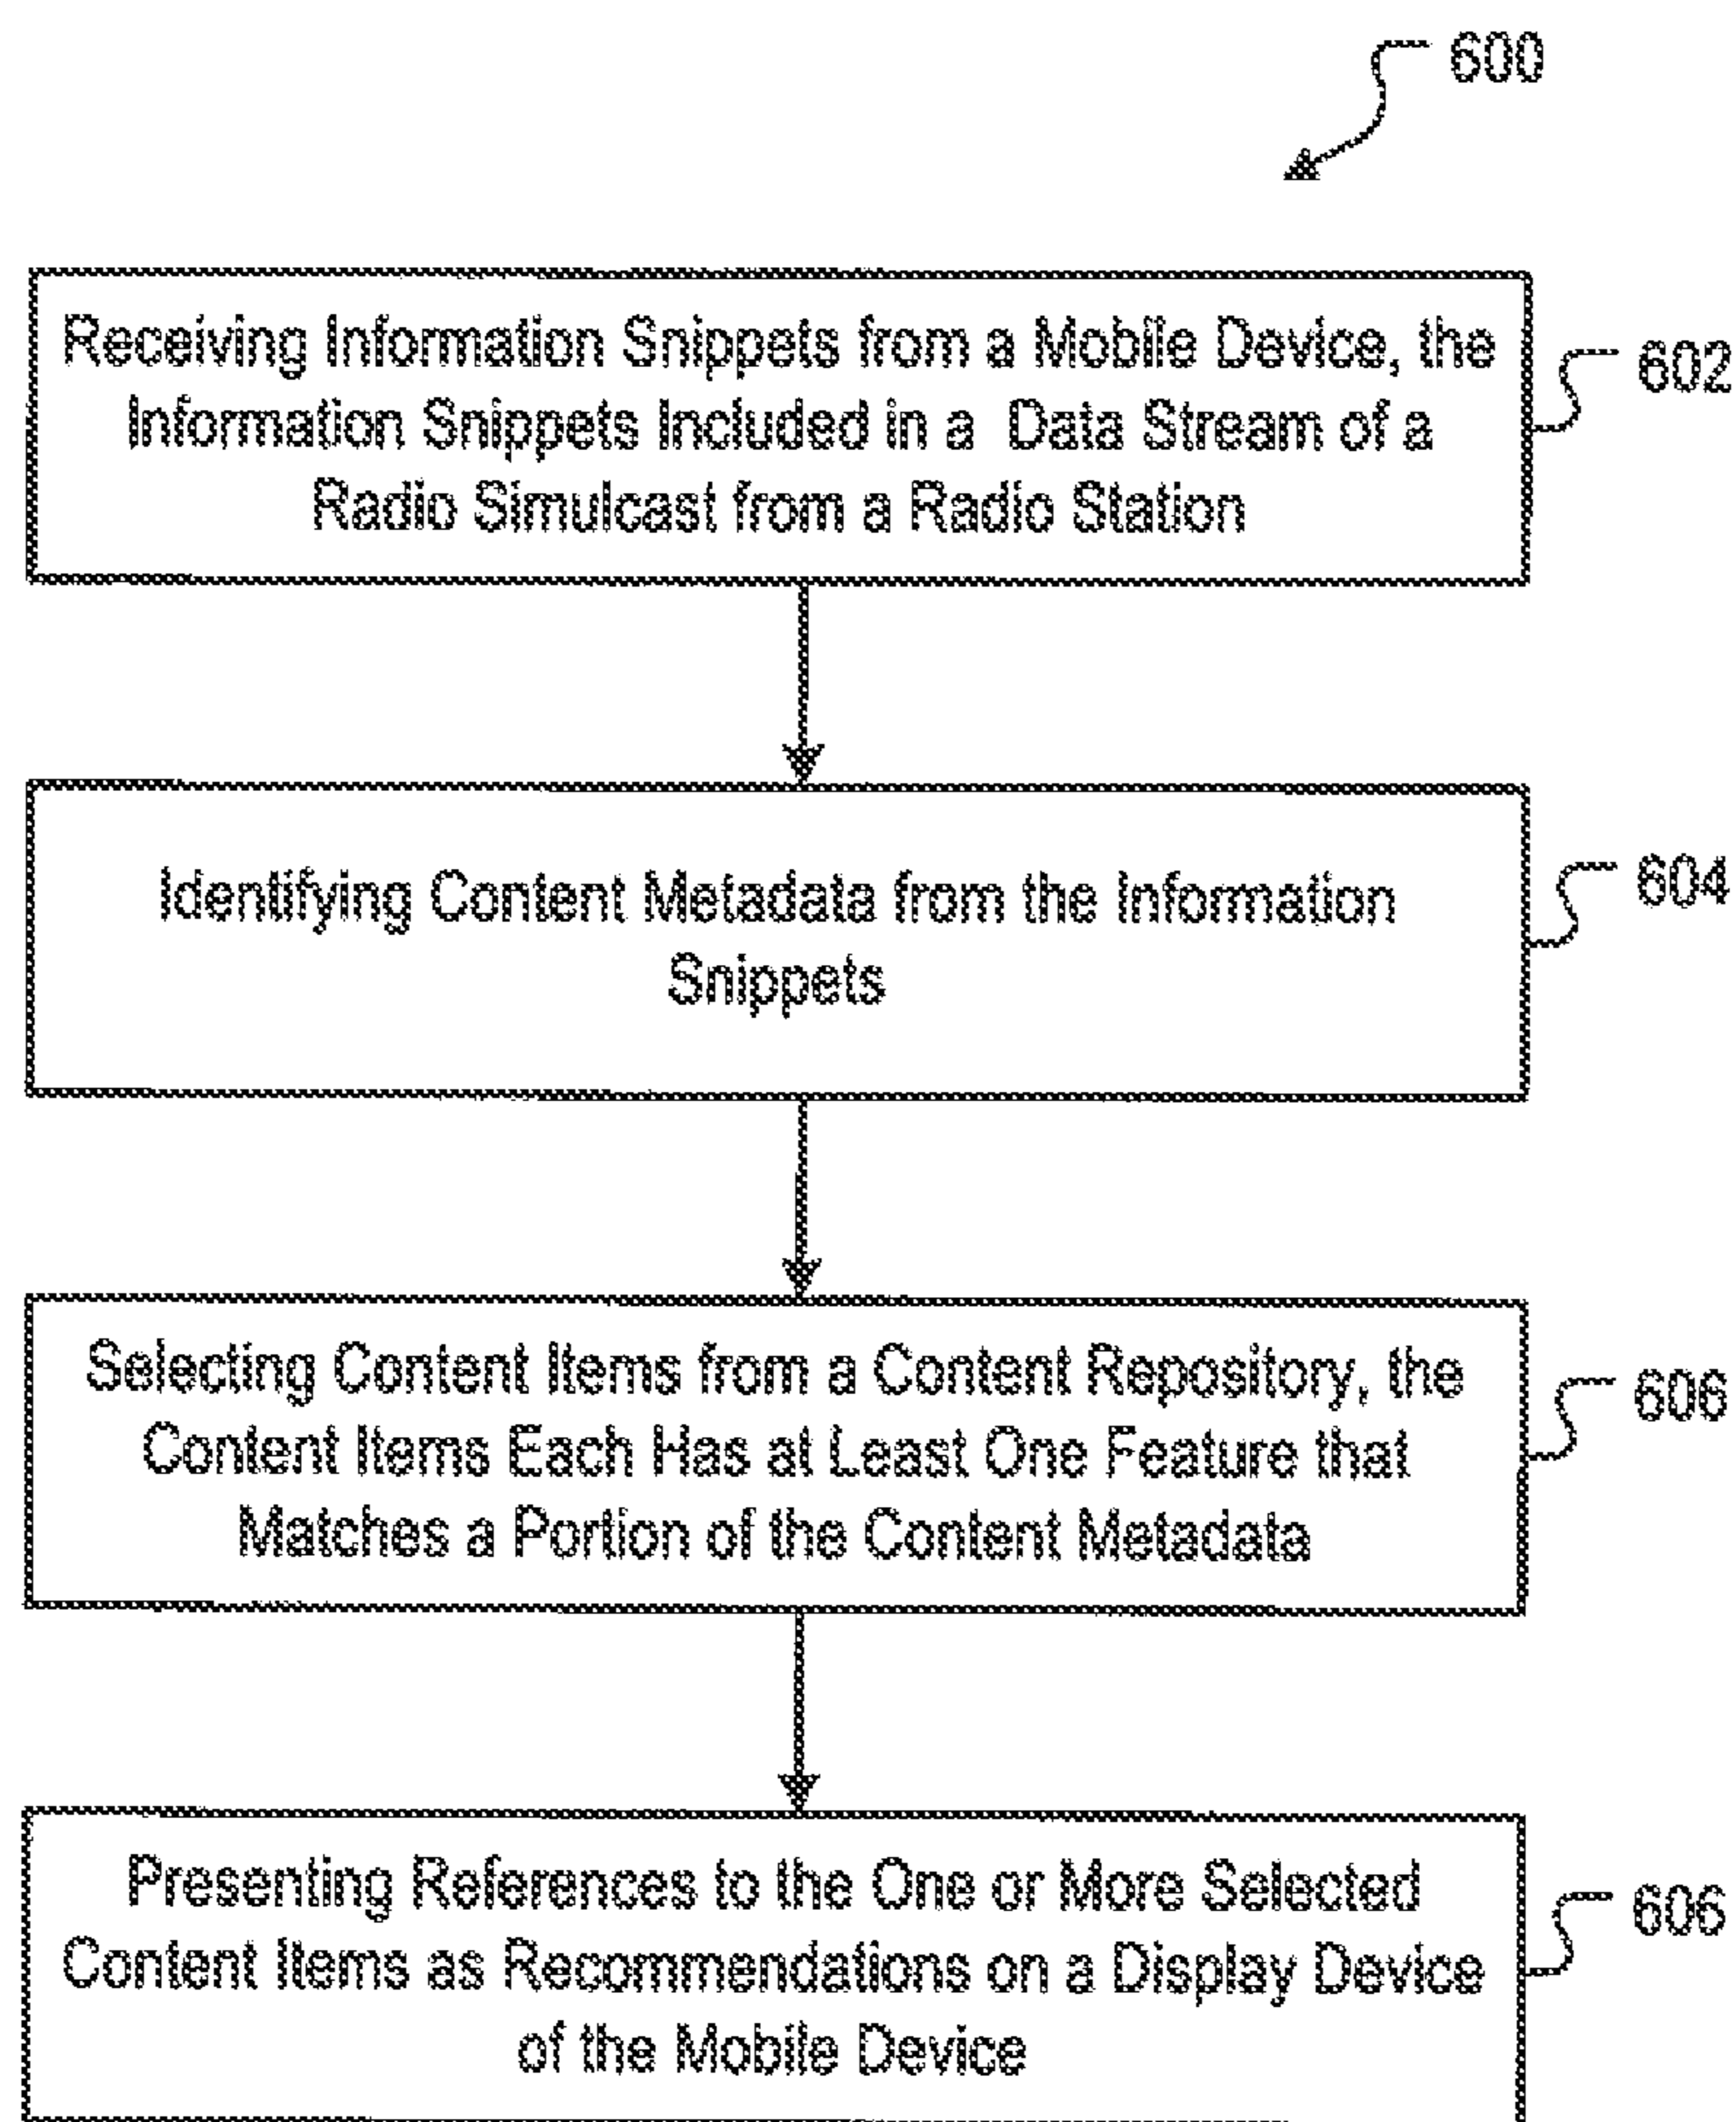 600
Receiving Information Snippets from a Mobile Device, the
Information Snippets Included in a Data Stream of a
Radio Simulcast from a Radio Station
602
Identifying Content Metadata from the Information
Snippets
604
Selecting Content Items from a Content Repository, the
Content Items Each Has at Least One Feature that
Matches a Portion of the Content Metadata
606
Presenting References to the One or More Selected
Content Items as Recommendations on a Display Device
of the Mobile Device
606